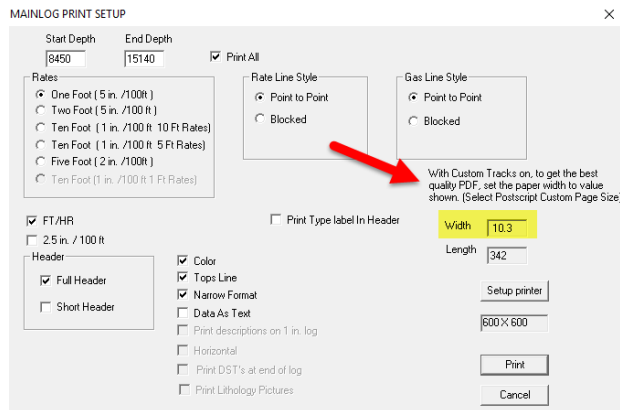 MAINLOG PRINT SETUP
Start Depth End Depth
8450 15140 Print All
Rates
One Foot ( 5 in. /100ft )
Two Foot ( 5 in. /100 ft )
Ten Foot ( 1 in. /100 ft 10 Ft Rates)
Ten Foot ( 1 in. /100 ft 5 Ft Rates)
Five Foot ( 2 in. /100ft )
Ten Foot (1 in. /100 ft 1 Ft Rates)
Rate Line Style
Point to Point
Blocked
Gas Line Style
Point to Point
Blocked
With Custom Tracks on, to get the best
quality PDF, set the paper width to value
shown. (Select Postscript Custom Page Size)
FT/HR
2.5 in. / 100 ft
Print Type label In Header
Width 10.3
Length 342
Header
Full Header
Short Header
Color
Tops Line
Narrow Format
Data As Text
Print descriptions on 1 in. log
Horizontal
Print DST's at end of log
Print Lithology Pictures
Setup printer
600 X 600
Print
Cancel